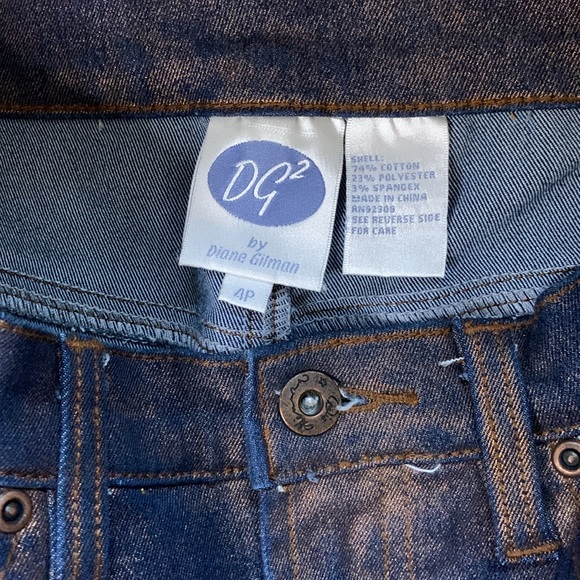 DG²
by
Diane Gilman
4P
SHELL:
74% COTTON
23% POLYESTER
3% SPANDEX
MADE IN CHINA
RN92309
SEE REVERSE SIDE
FOR CARE